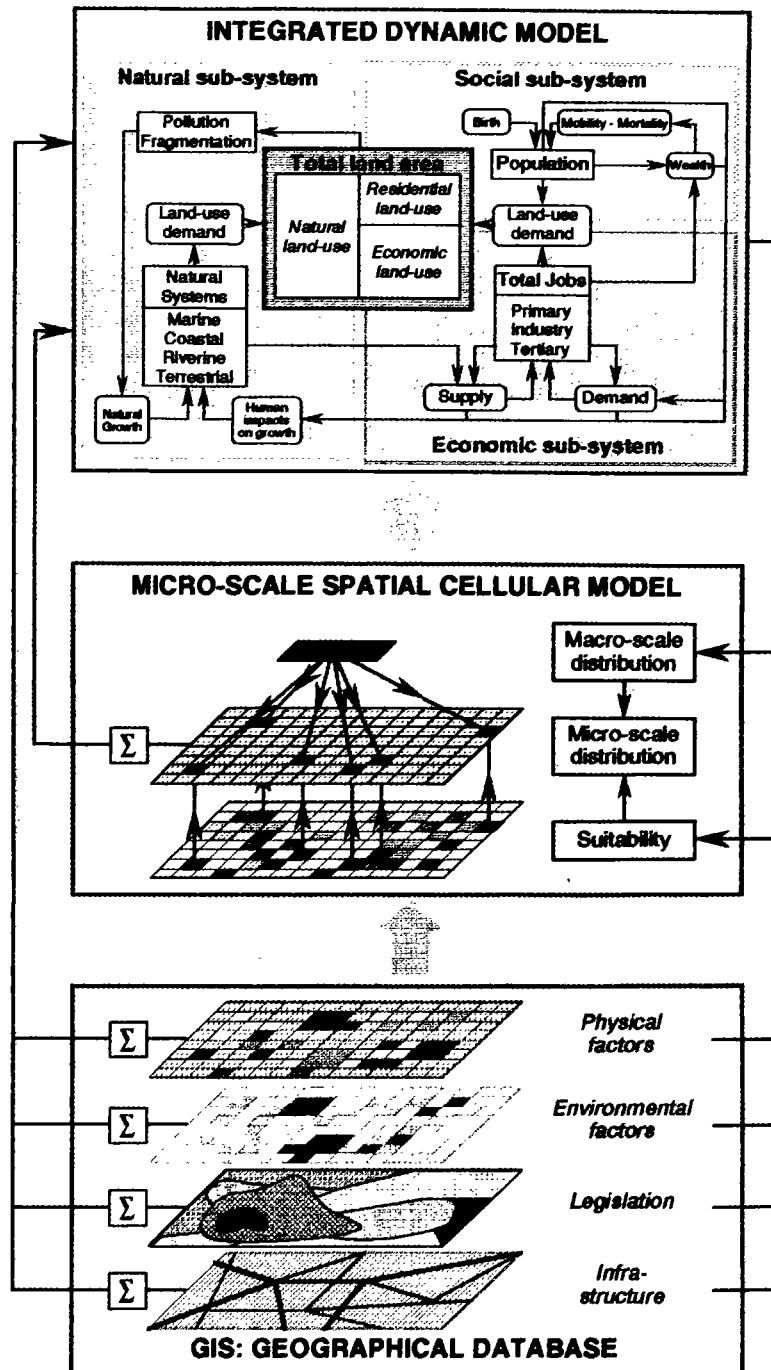 INTEGRATED DYNAMIC MODEL
Natural sub-system
Social sub-system
Pollution
Fragmentation
Birth
Mobility - Mortality
Population
Wealth
Total land area
Natural
land-use
Residential
land-use
Economic
land-use
Land-use
demand
Land-use
demand
Natural
Systems
Marine
Coastal
Riverine
Terrestrial
Total Jobs
Primary
Industry
Tertiary
Natural
Growth
Human
impacts
on growth
Supply
Demand
Economic sub-system
MICRO-SCALE SPATIAL CELLULAR MODEL
Macro-scale
distribution
Σ
Micro-scale
distribution
Suitability
Σ
Physical
factors
Σ
Environmental
factors
Σ
Legislation
Σ
Infra-
structure
GIS: GEOGRAPHICAL DATABASE